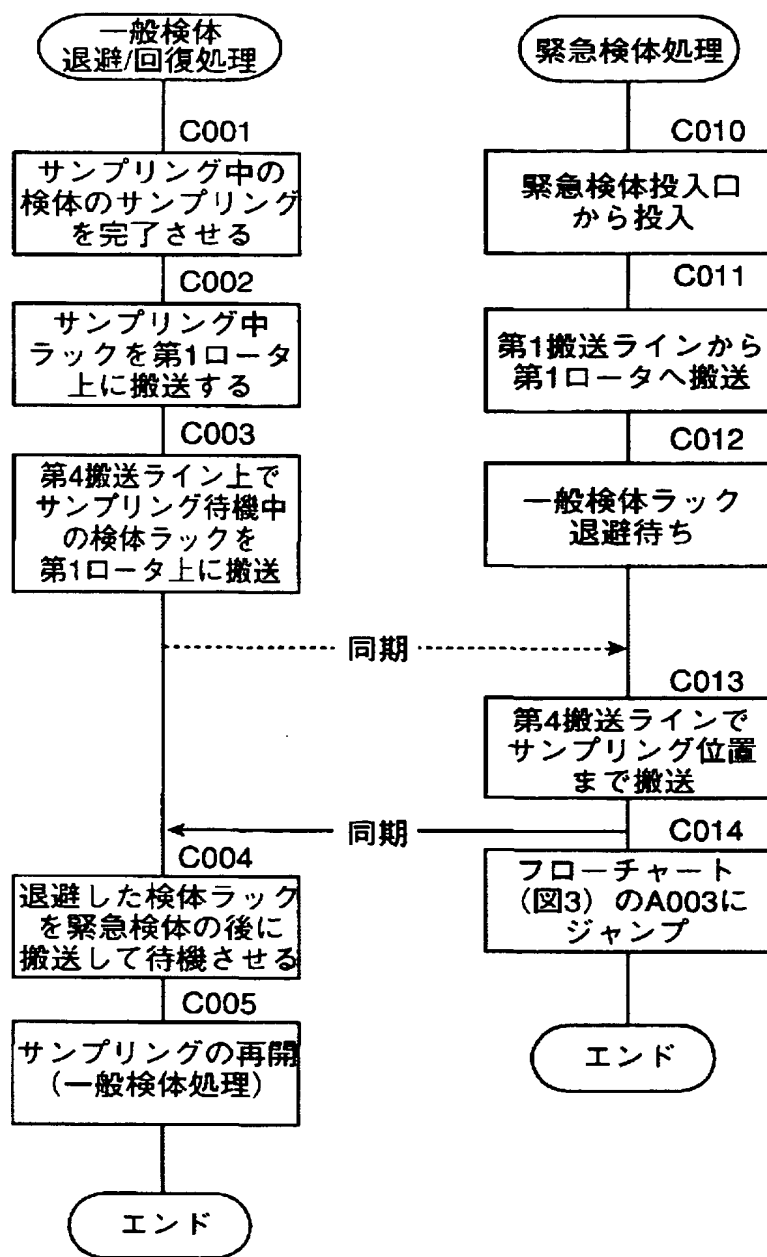 一般検体
退避/回復処理
C001
サンプリング中の
検体のサンプリング
を完了させる
C002
サンプリング中
ラックを第1ロータ
上に搬送する
C003
第4搬送ライン上で
サンプリング待機中
の検体ラックを
第1ロータ上に搬送
同期
C004
退避した検体ラック
を緊急検体の後に
搬送して待機させる
C005
サンプリングの再開
(一般検体処理)
エンド
緊急検体処理
C010
緊急検体投入口
から投入
C011
第1搬送ラインから
第1ロータへ搬送
C012
一般検体ラック
退避待ち
C013
第4搬送ラインで
サンプリング位置
まで搬送
同期
C014
フローチャート
(図3)のA003に
ジャンプ
エンド